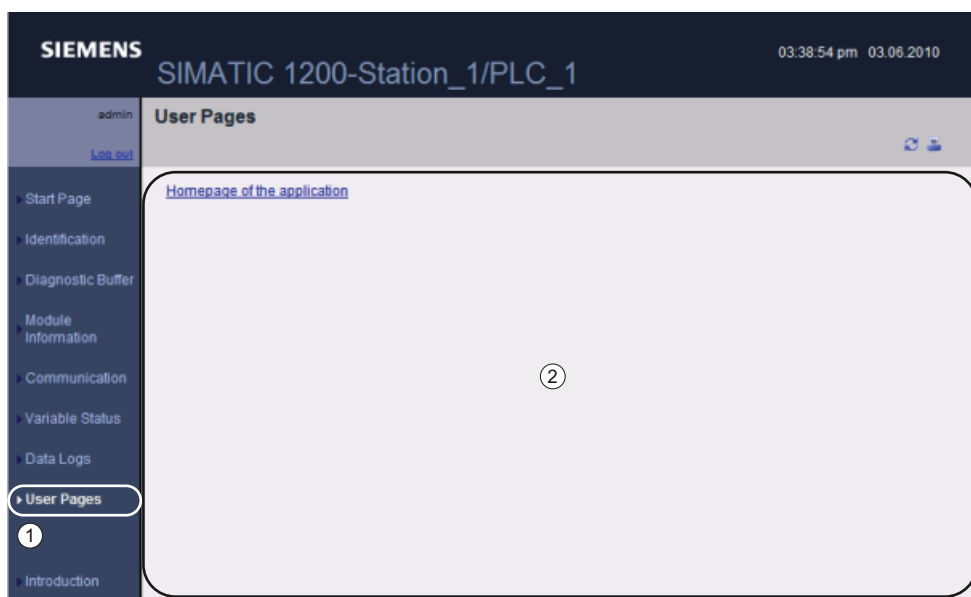 SIEMENS
SIMATIC 1200-Station_1/PLC_1
03:38:54 pm 03.06.2010
admin
Log out
User Pages
Start Page
Identification
Diagnostic Buffer
Module
Information
Communication
Variable Status
Data Logs
User Pages
1
Introduction
Homepage of the application
2